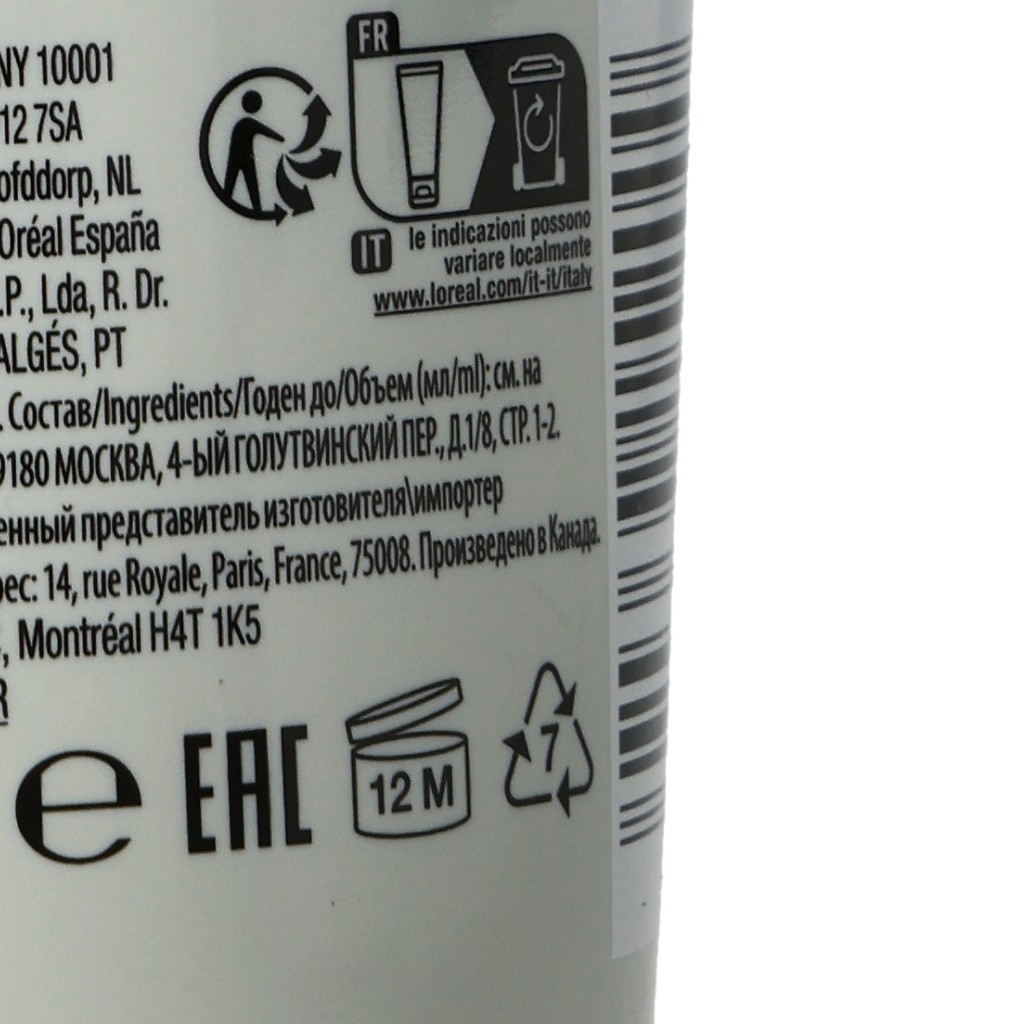 NY 10001
12 7SA
ofddorp, NL
Oréal España
.P., Lda, R. Dr.
ALGÉS, PT
FR
IT le indicazioni possono
variare localmente
www.loreal.com/it-it/italy
. Состав/Ingredients/Годен до/Объем (мл/ml): см. на
9180 МОСКВА, 4-ЫЙ ГОЛУТВИНСКИЙ ПЕР., Д.1/8, СТР. 1-2.
енный представитель изготовителя\импортер
рес: 14, rue Royale, Paris, France, 75008. Произведено в Канада.
, Montréal H4T 1K5
R
e EAC 12 M 7